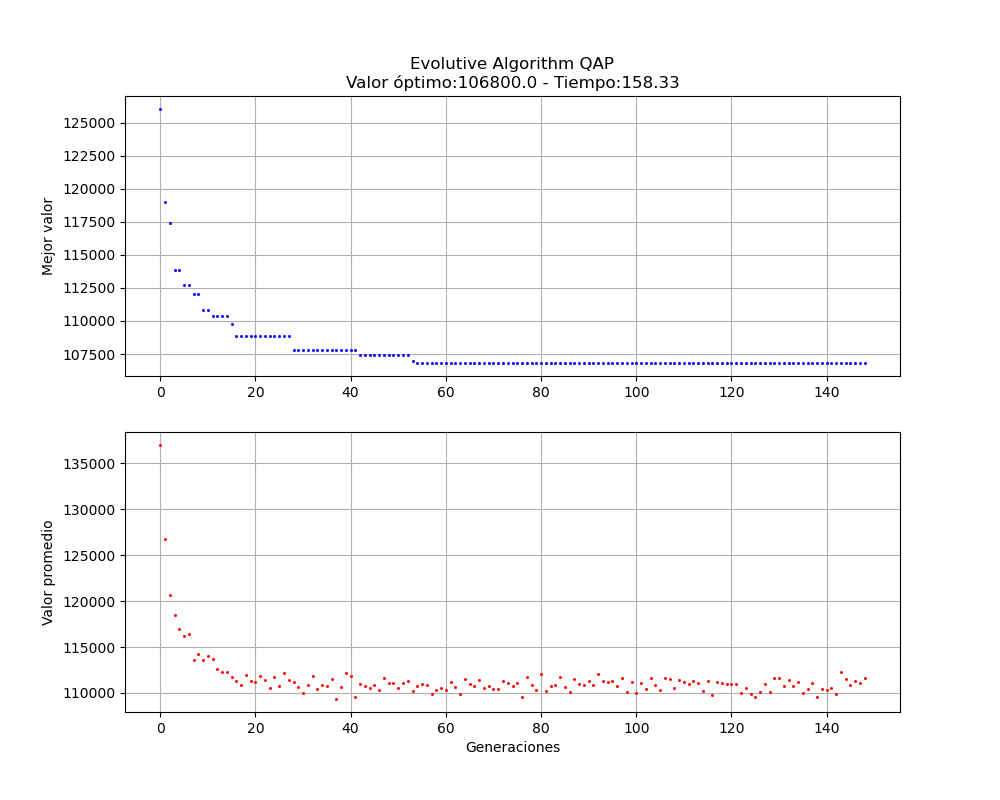 Evolutive Algorithm QAP
Valor óptimo:106800.0 - Tiempo:158.33
Mejor valor
125000
122500
120000
117500
115000
112500
110000
107500
0 20 40 60 80 100 120 140
Valor promedio
135000
130000
125000
120000
115000
110000
0 20 40 60 80 100 120 140
Generaciones